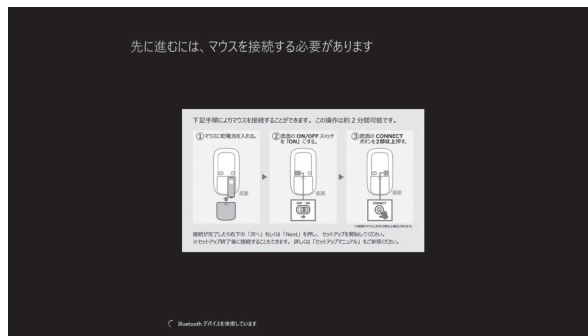 先に進むには、マウスを接続する必要があります
下記手順によりマウスを接続することができます。この操作は約 2 分間可能です。
①マウスに乾電池を入れる。
②底面の ON/OFF スイッチ
を「ON」にする。
③底面の CONNECT
ボタンを2秒以上押す。
底面
底面
底面
OFF ON
CONNECT
接続が完了したら右下の「次へ」もしくは「Next」を押し、セットアップを開始してください。
※セットアップ終了後に接続することもできます。詳しくは「セットアップマニュアル」をご参照ください。
Bluetooth デバイスを検索しています